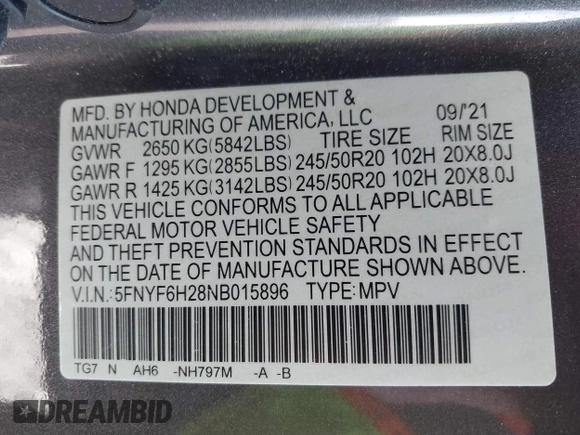 MFD. BY HONDA DEVELOPMENT & 09/'21
MANUFACTURING OF AMERICA, LLC
GVWR 2650 KG(5842LBS) TIRE SIZE RIM SIZE
GAWR F 1295 KG(2855LBS) 245/50R20 102H 20X8.0J
GAWR R 1425 KG(3142LBS) 245/50R20 102H 20X8.0J
THIS VEHICLE CONFORMS TO ALL APPLICABLE
FEDERAL MOTOR VEHICLE SAFETY
AND THEFT PREVENTION STANDARDS IN EFFECT
ON THE DATE OF MANUFACTURE SHOWN ABOVE.
V.I.N.:5FNYF6H28NB015896 TYPE:MPV
TG7 N AH6 -NH797M -A -B
DREAMBID